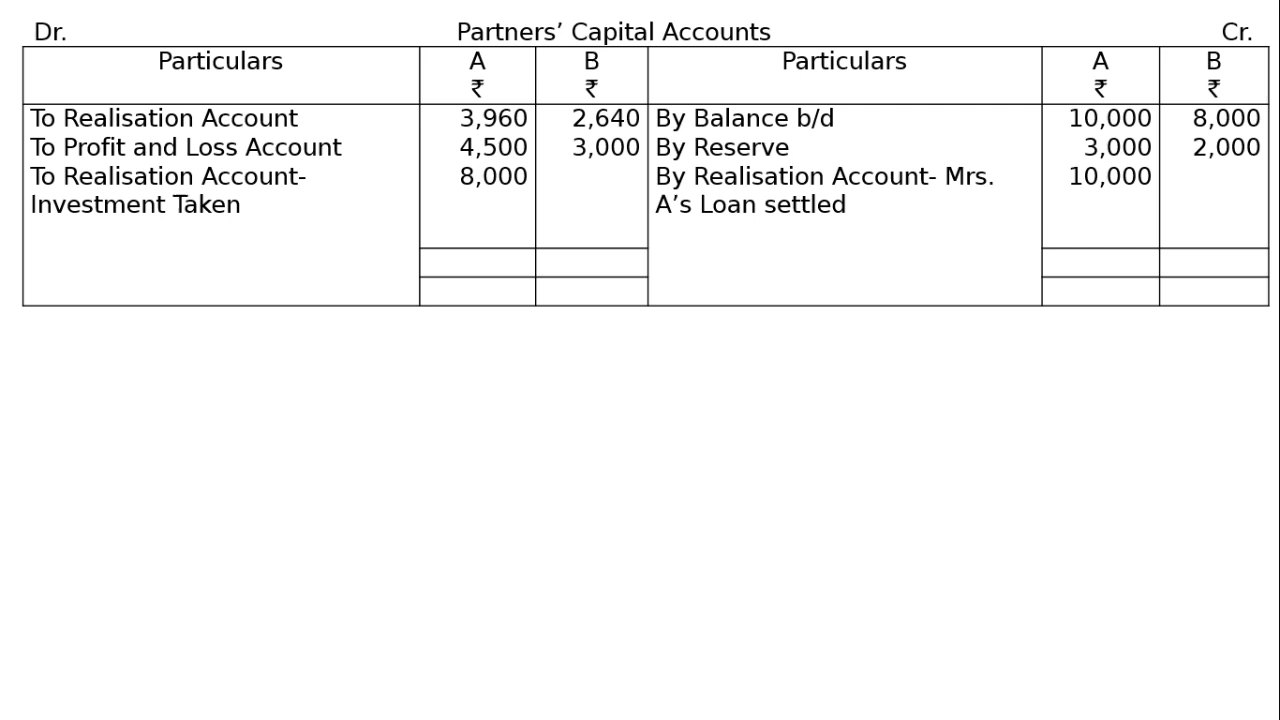 Dr. Partners’ Capital Accounts Cr.
Particulars A B Particulars A B
₹ ₹ ₹ ₹
To Realisation Account 3,960 2,640 By Balance b/d 10,000 8,000
To Profit and Loss Account 4,500 3,000 By Reserve 3,000 2,000
To Realisation Account- 8,000 By Realisation Account- Mrs. 10,000
Investment Taken A’s Loan settled